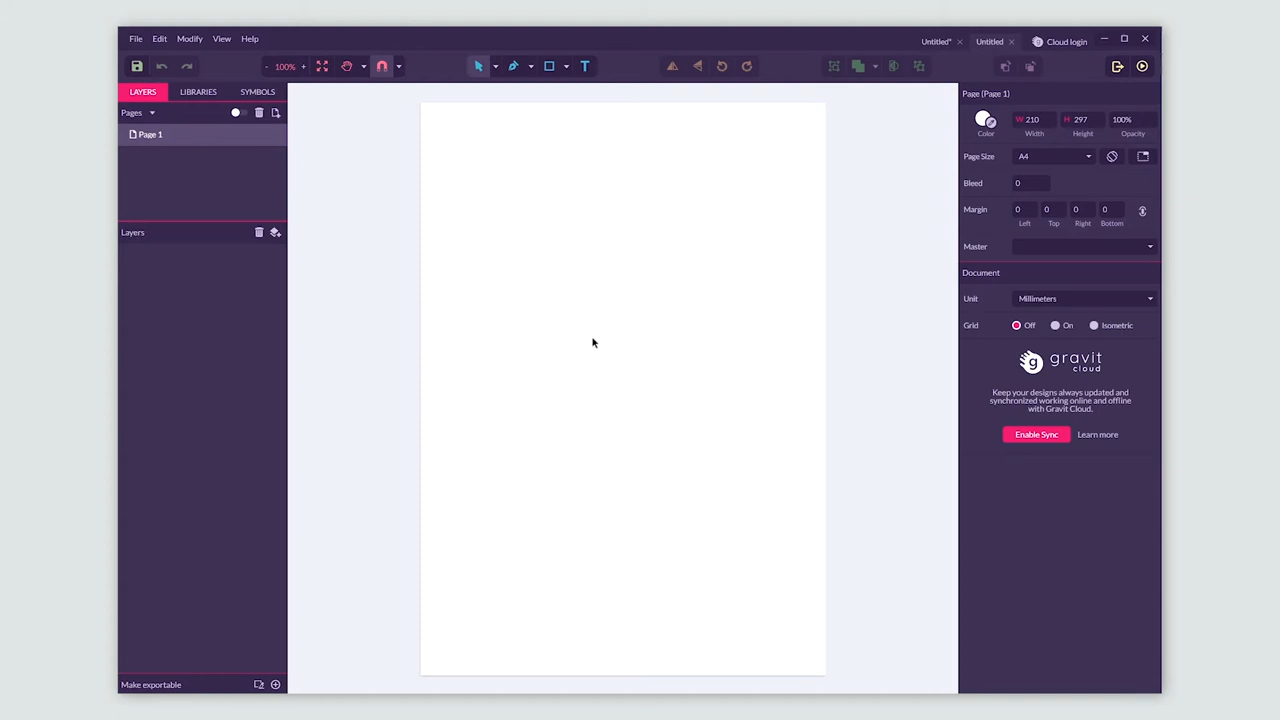 File Edit Modify View Help
Untitled* Untitled Cloud login
- 100% +
T
LAYERS LIBRARIES SYMBOLS
Pages
Page 1
Layers
Make exportable
Page (Page 1)
W 210 H 297 100%
Color Width Height Opacity
Page Size A4
Bleed 0
Margin 0 0 0 0
Left Top Right Bottom
Master
Document
Unit Millimeters
Grid Off On Isometric
g gravit
cloud
Keep your designs always updated and
synchronized working online and offline
with Gravit Cloud.
Enable Sync Learn more